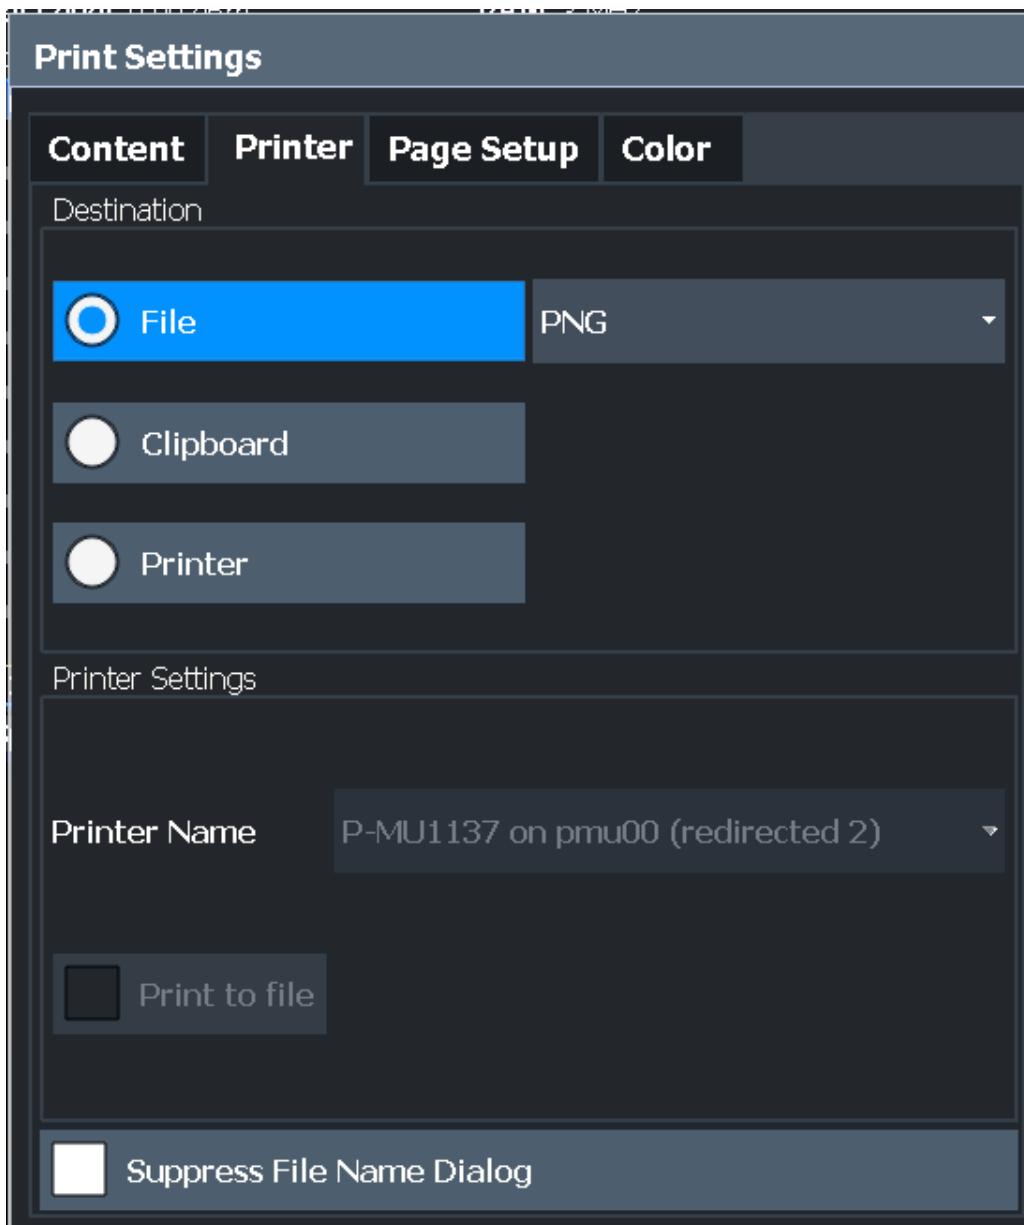 Print Settings
Content Printer Page Setup Color
Destination
File PNG
Clipboard
Printer
Printer Settings
Printer Name P-MU1137 on pmu00 (redirected 2)
Print to file
Suppress File Name Dialog